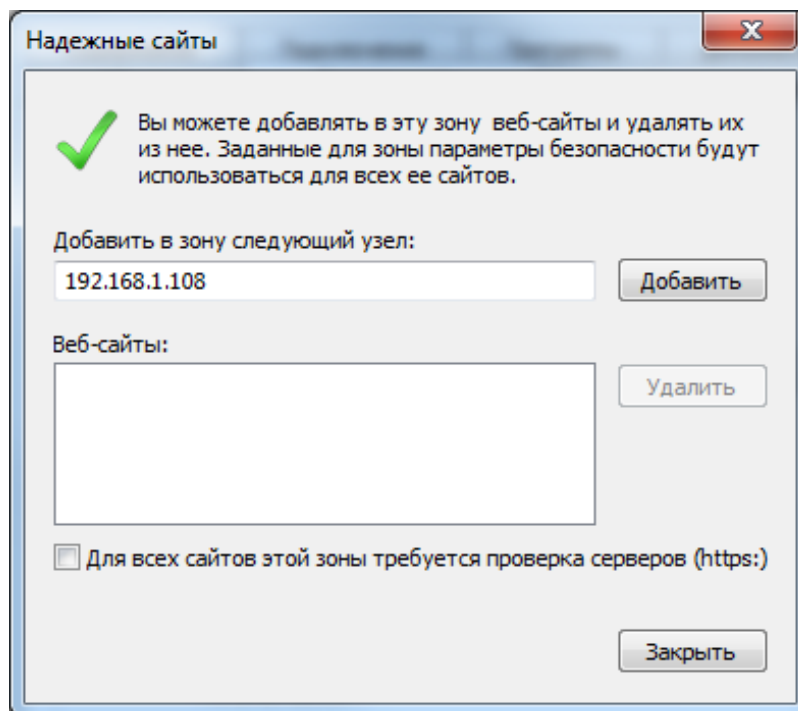 Надежные сайты
Вы можете добавлять в эту зону веб-сайты и удалять их
из нее. Заданные для зоны параметры безопасности будут
использоваться для всех ее сайтов.
Добавить в зону следующий узел:
192.168.1.108
Добавить
Веб-сайты:
Удалить
Для всех сайтов этой зоны требуется проверка серверов (https:)
Закрыть